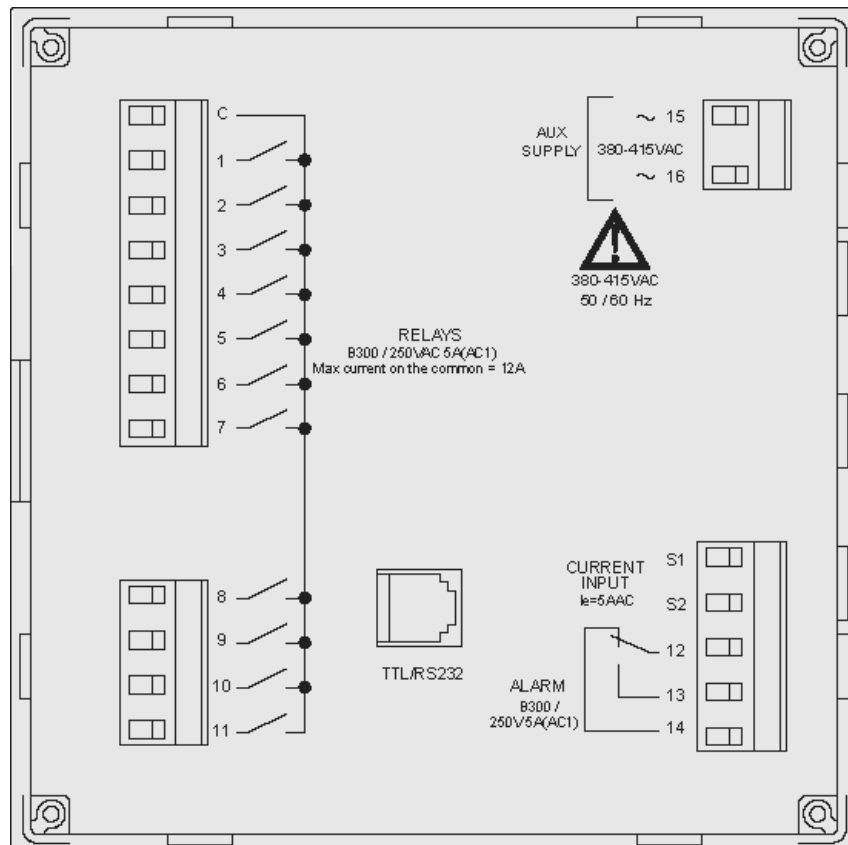 C
1
2
3
4
5
6
7
RELAYS
B300 / 250VAC 5A(AC1)
Max current on the common = 12A
8
9
10
11
TTL/RS232
AUX
SUPPLY
~ 15
380-415VAC
~ 16
!
380-415VAC
50 / 60 Hz
CURRENT
INPUT
Ie=5AAC
S1
S2
12
13
14
ALARM
B300 /
250V5A(AC1)